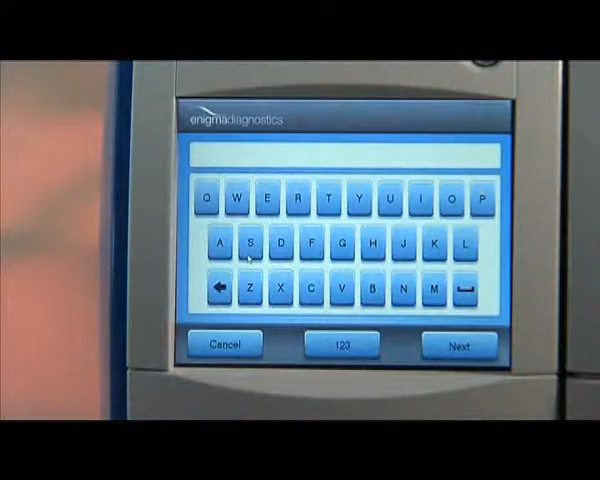 enigmadiagnostics
Q W E R T Y U I O P
A S D F G H J K L
Z X C V B N M
Cancel 123 Next